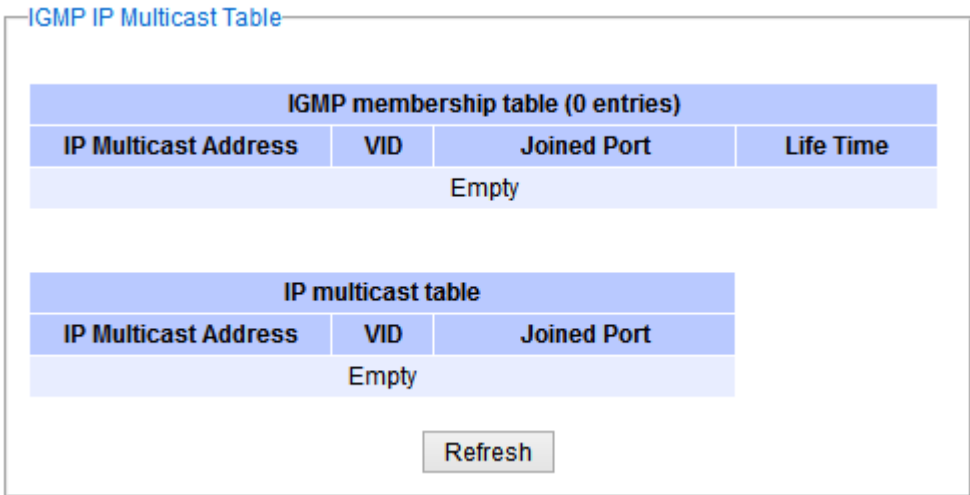 IGMP IP Multicast Table
IGMP membership table (0 entries)
IP Multicast Address VID Joined Port Life Time
Empty
IP multicast table
IP Multicast Address VID Joined Port
Empty
Refresh